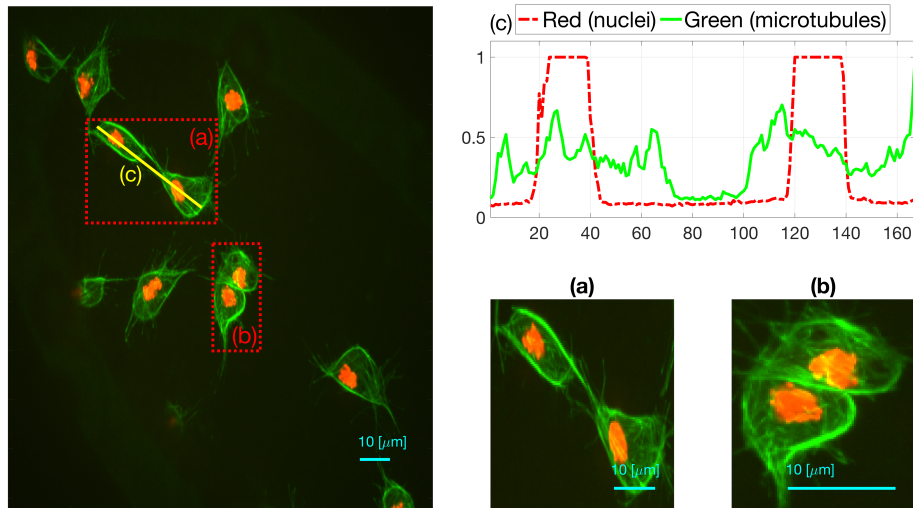 (a)
(c)
(b)
10 [μm]
(c) Red (nuclei) Green (microtubules)
1
0.5
0
20 40 60 80 100 120 140 160
(a)
10 [μm]
(b)
10 [μm]